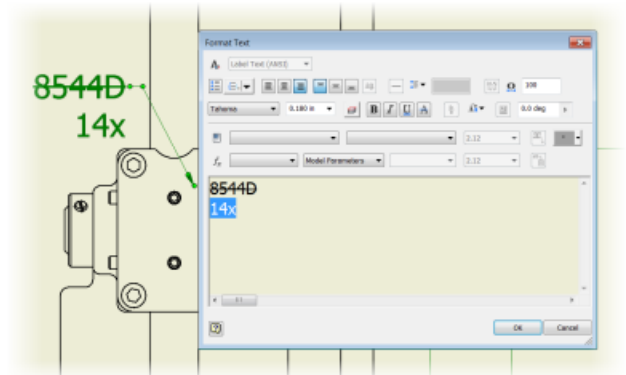 8544D
14x
Format Text
Label Text (ANSI)
100
Tahoma 0.180 in B I U A 0.0 deg
2.12
Model Parameters 2.12
8544D
14x
OK Cancel